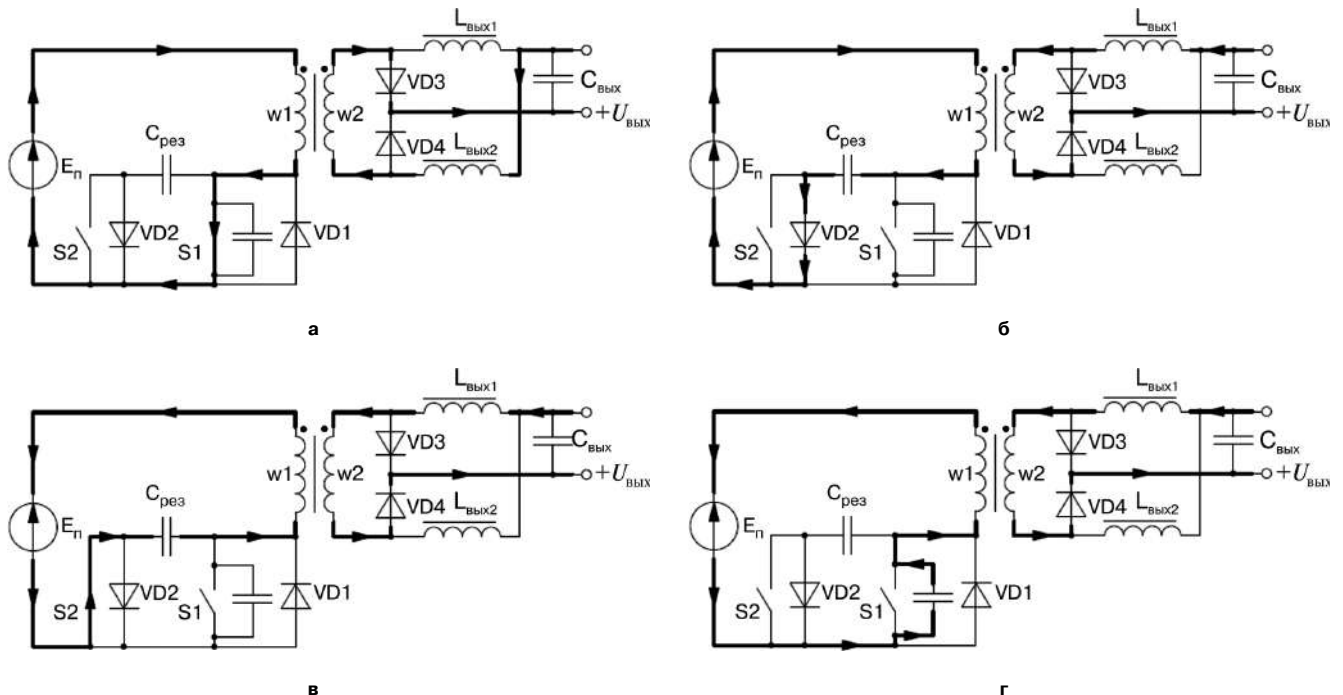 Lвых1
VD3
Cвых
w1
w2
+Uвых
VD4
Lвых2
Cрез
Eп
S2
VD2
S1
VD1
а
Lвых1
VD3
Cвых
w1
w2
+Uвых
VD4
Lвых2
Cрез
Eп
S2
VD2
S1
VD1
б
Lвых1
VD3
Cвых
w1
w2
+Uвых
VD4
Lвых2
Cрез
Eп
S2
VD2
S1
VD1
в
Lвых1
VD3
Cвых
w1
w2
+Uвых
VD4
Lвых2
Cрез
Eп
S2
VD2
S1
VD1
г